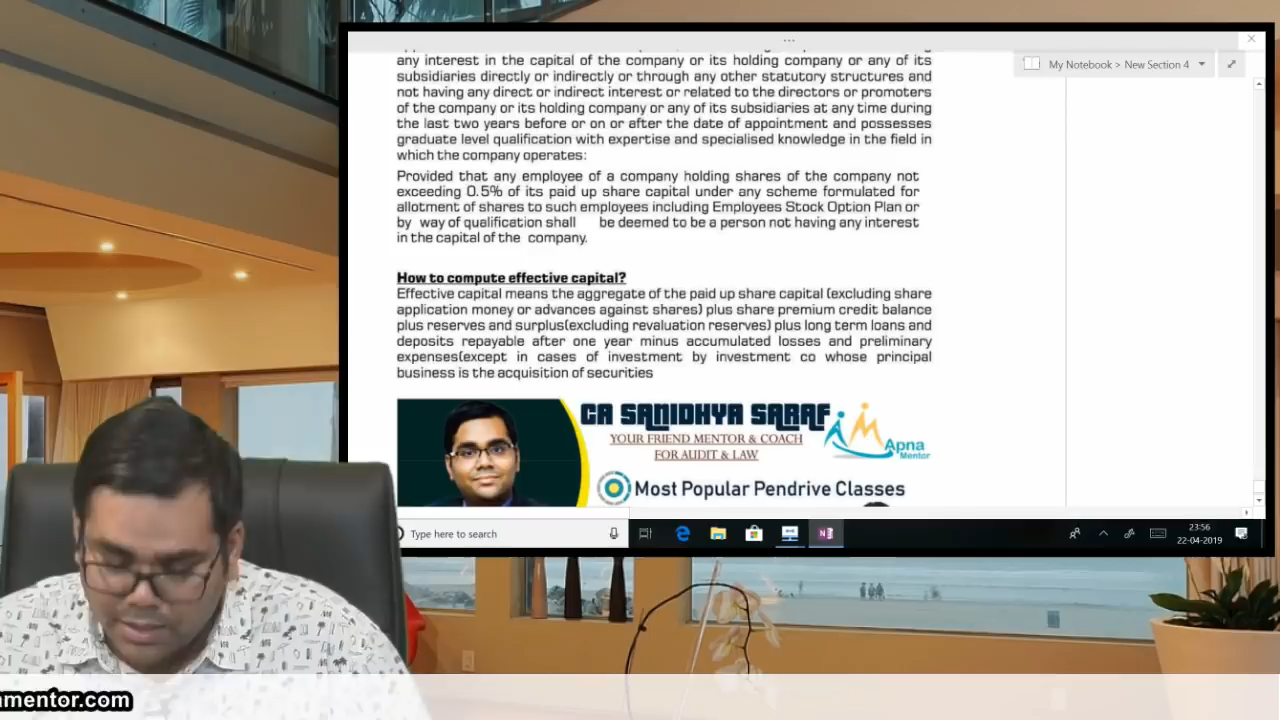 any interest in the capital of the company or its holding company or any of its
subsidiaries directly or indirectly or through any other statutory structures and
not having any direct or indirect interest or related to the directors or promoters
of the company or its holding company or any of its subsidiaries at any time during
the last two years before or on or after the date of appointment and possesses
graduate level qualification with expertise and specialised knowledge in the field in
which the company operates:
Provided that any employee of a company holding shares of the company not
exceeding 0.5% of its paid up share capital under any scheme formulated for
allotment of shares to such employees including Employees Stock Option Plan or
by way of qualification shall be deemed to be a person not having any interest
in the capital of the company.
How to compute effective capital?
Effective capital means the aggregate of the paid up share capital (excluding share
application money or advances against shares) plus share premium credit balance
plus reserves and surplus(excluding revaluation reserves) plus long term loans and
deposits repayable after one year minus accumulated losses and preliminary
expenses(except in cases of investment by investment co whose principal
business is the acquisition of securities
My Notebook > New Section 4
CA SANIDHYA SARAF
YOUR FRIEND MENTOR & COACH
FOR AUDIT & LAW
Apna
Mentor
Most Popular Pendrive Classes
Type here to search
23:56
22-04-2019
mentor.com